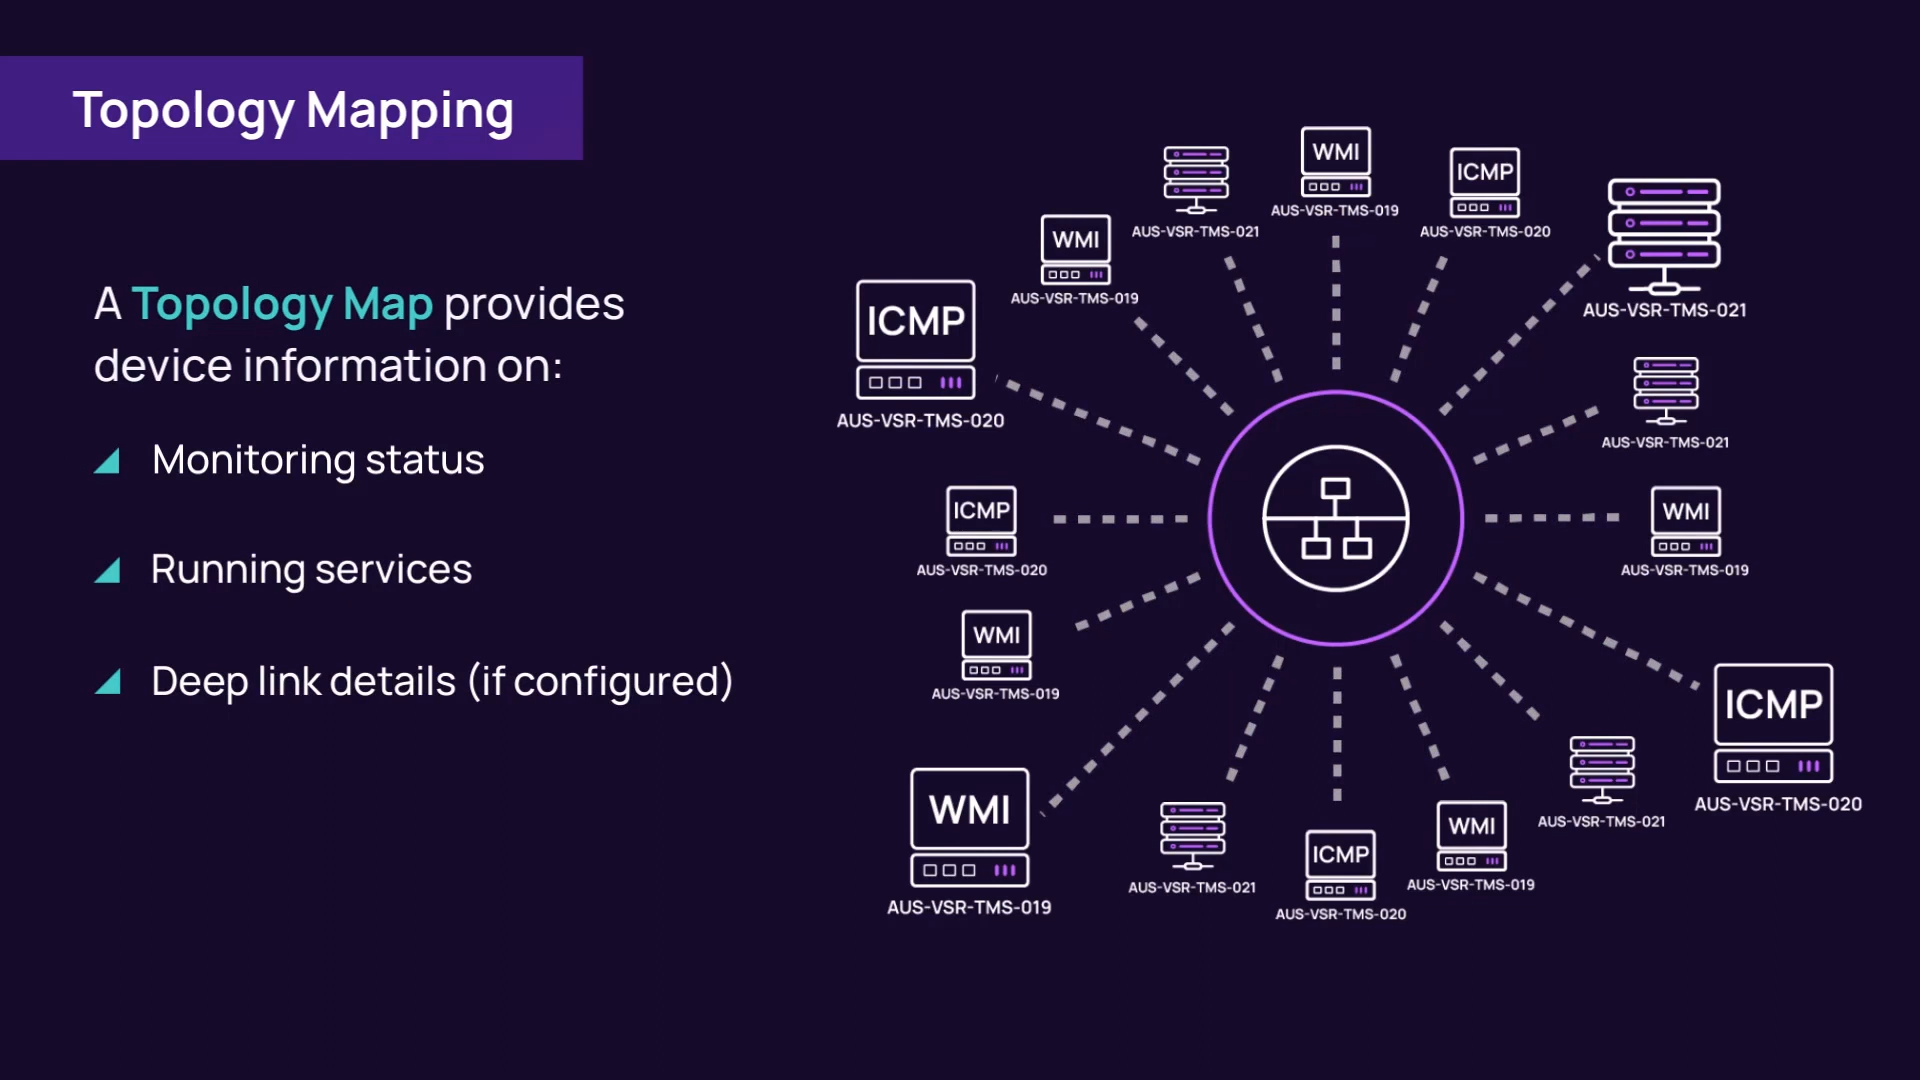 Topology Mapping
A Topology Map provides
device information on:
Monitoring status
Running services
Deep link details (if configured)
WMI
AUS-VSR-TMS-019
AUS-VSR-TMS-021
ICMP
AUS-VSR-TMS-020
WMI
AUS-VSR-TMS-019
AUS-VSR-TMS-021
ICMP
AUS-VSR-TMS-020
AUS-VSR-TMS-021
ICMP
AUS-VSR-TMS-020
WMI
AUS-VSR-TMS-019
WMI
AUS-VSR-TMS-019
ICMP
AUS-VSR-TMS-020
AUS-VSR-TMS-021
WMI
AUS-VSR-TMS-019
AUS-VSR-TMS-021
ICMP
AUS-VSR-TMS-020
WMI
AUS-VSR-TMS-019